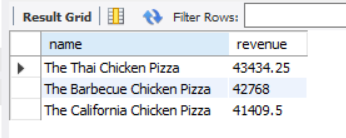 Result Grid Filter Rows:
name revenue
The Thai Chicken Pizza 43434.25
The Barbecue Chicken Pizza 42768
The California Chicken Pizza 41409.5